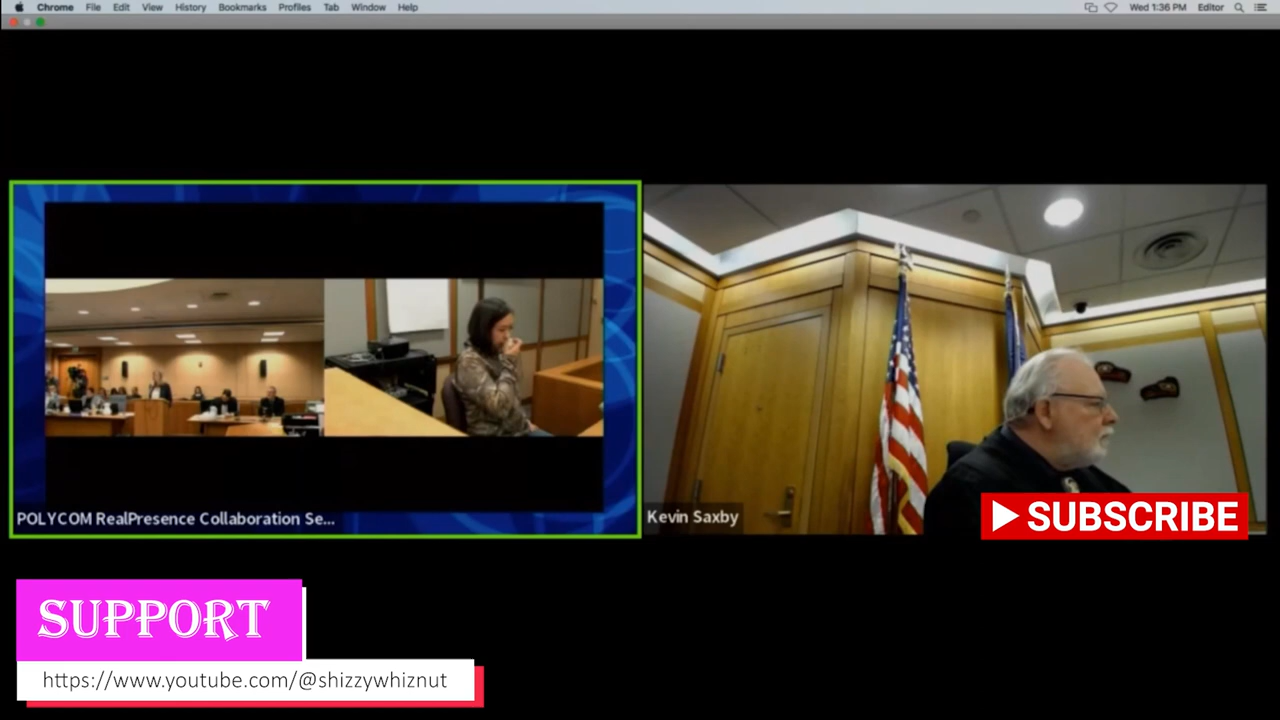 Chrome File Edit View History Bookmarks Profiles Tab Window Help Wed 1:36 PM Editor
POLYCOM RealPresence Collaboration Se...
Kevin Saxby
SUBSCRIBE
SUPPORT
https://www.youtube.com/@shizzywhiznut